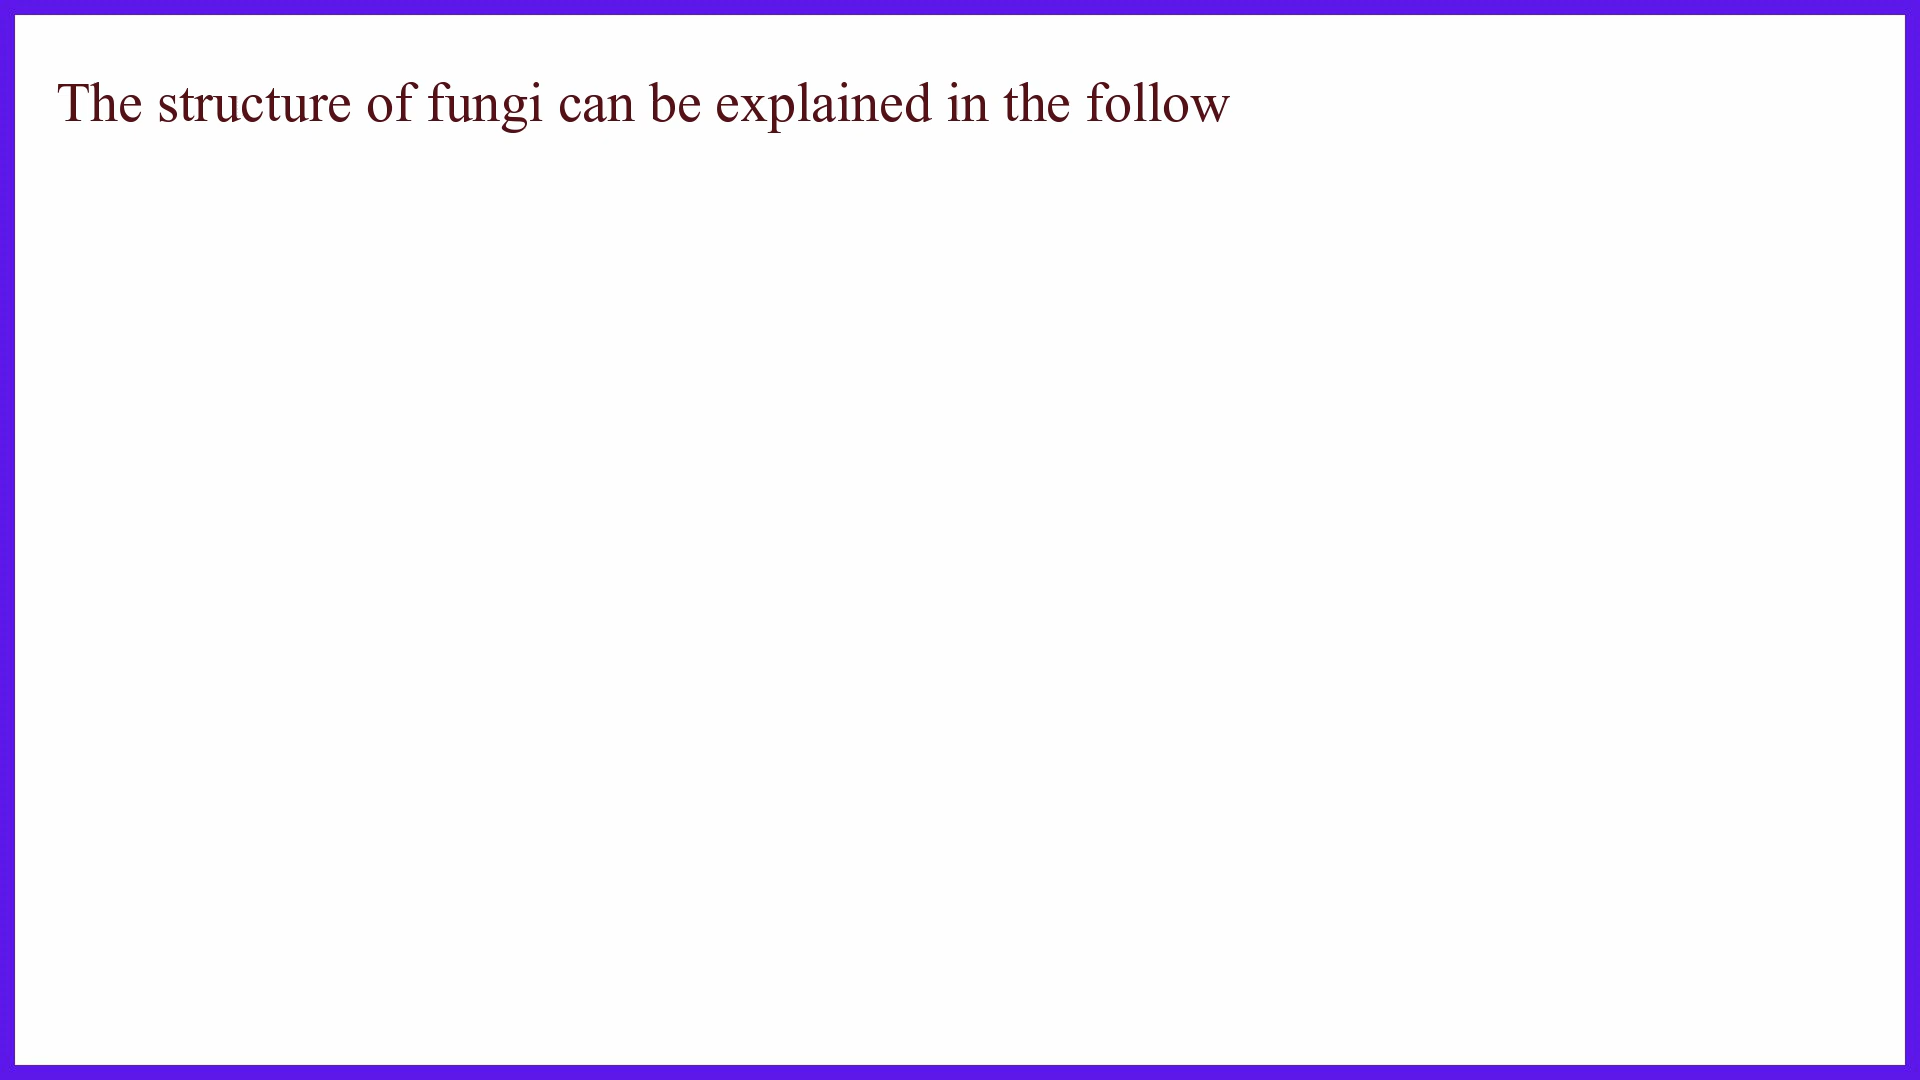 The structure of fungi can be explained in the follow